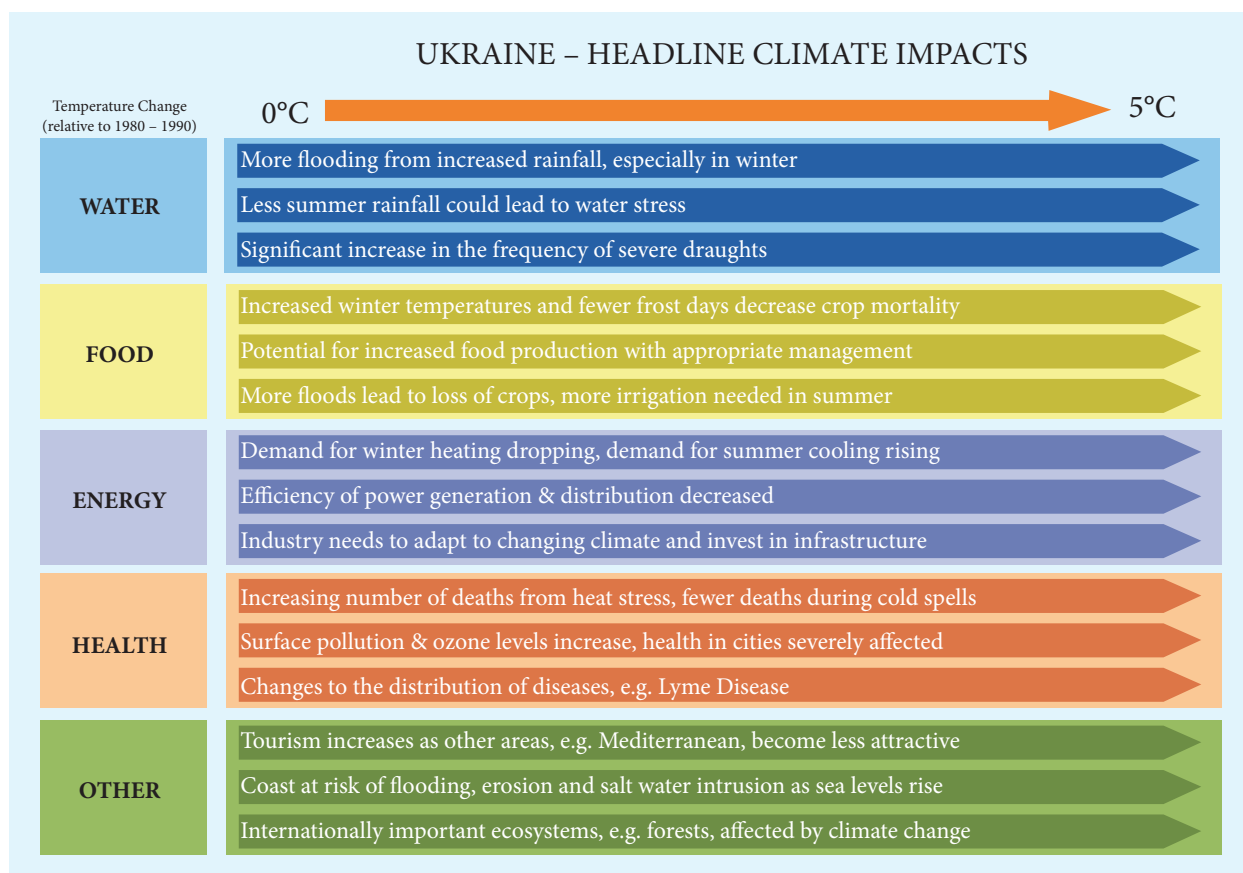 UKRAINE – HEADLINE CLIMATE IMPACTS
Temperature Change
(relative to 1980 – 1990)
0°C
5°C
WATER
More flooding from increased rainfall, especially in winter
Less summer rainfall could lead to water stress
Significant increase in the frequency of severe draughts
FOOD
Increased winter temperatures and fewer frost days decrease crop mortality
Potential for increased food production with appropriate management
More floods lead to loss of crops, more irrigation needed in summer
ENERGY
Demand for winter heating dropping, demand for summer cooling rising
Efficiency of power generation & distribution decreased
Industry needs to adapt to changing climate and invest in infrastructure
HEALTH
Increasing number of deaths from heat stress, fewer deaths during cold spells
Surface pollution & ozone levels increase, health in cities severely affected
Changes to the distribution of diseases, e.g. Lyme Disease
OTHER
Tourism increases as other areas, e.g. Mediterranean, become less attractive
Coast at risk of flooding, erosion and salt water intrusion as sea levels rise
Internationally important ecosystems, e.g. forests, affected by climate change